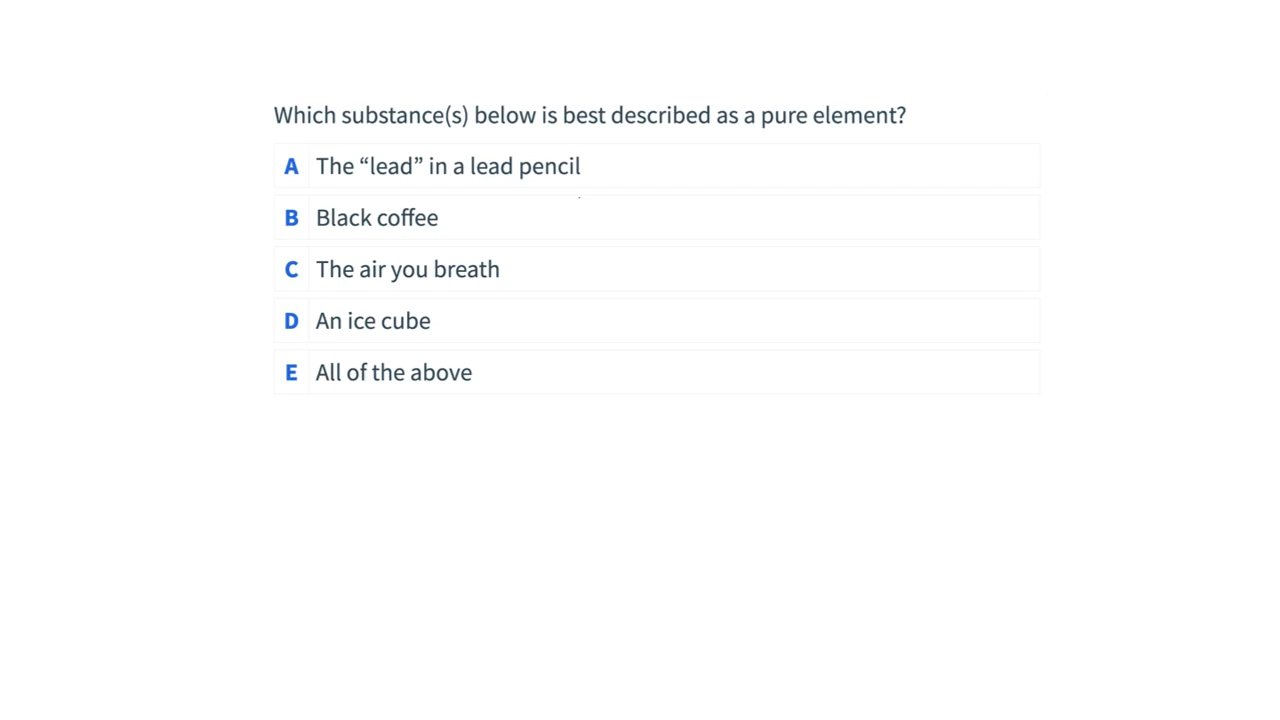 Which substance(s) below is best described as a pure element?
A The “lead” in a lead pencil
B Black coffee
C The air you breath
D An ice cube
E All of the above